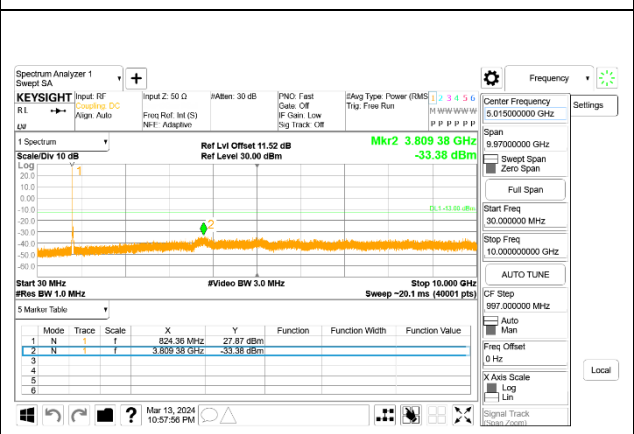 Spectrum Analyzer 1
Swept SA
Frequency
KEYSIGHT
Input: RF
Input Z: 50 Ω
#Atten: 30 dB
PNO: Fast
#Avg Type: Power (RMS)
1 2 3 4 5 6
R L
Coupling: DC
Gate: Off
Trig: Free Run
M W W W W W
Align: Auto
Freq Ref: Int (S)
IF Gain: Low
NFE: Adaptive
Sig Track: Off
P P P P P P
Center Frequency
5.015000000 GHz
Settings
1 Spectrum
Ref Lvl Offset 11.52 dB
Mkr2 3.809 38 GHz
Scale/Div 10 dB
Ref Level 30.00 dBm
-33.38 dBm
Log
1
20.0
10.0
0.00
-10.0
-20.0
2
-30.0
-40.0
-50.0
-60.0
Start 30 MHz
#Video BW 3.0 MHz
Stop 10.000 GHz
#Res BW 1.0 MHz
Sweep ~20.1 ms (40001 pts)
Span
9.97000000 GHz
Swept Span
Zero Span
Full Span
Start Freq
30.000000 MHz
Stop Freq
10.000000000 GHz
AUTO TUNE
CF Step
997.000000 MHz
Auto
Man
Freq Offset
0 Hz
X Axis Scale
Log
Lin
Signal Track
(Span Zoom)
Local
5 Marker Table
Mode Trace Scale X Y Function Function Width Function Value
1 N 1 f 824.36 MHz 27.87 dBm
2 N 1 f 3.809 38 GHz -33.38 dBm
3
4
5
6
?
Mar 13, 2024
10:57:56 PM